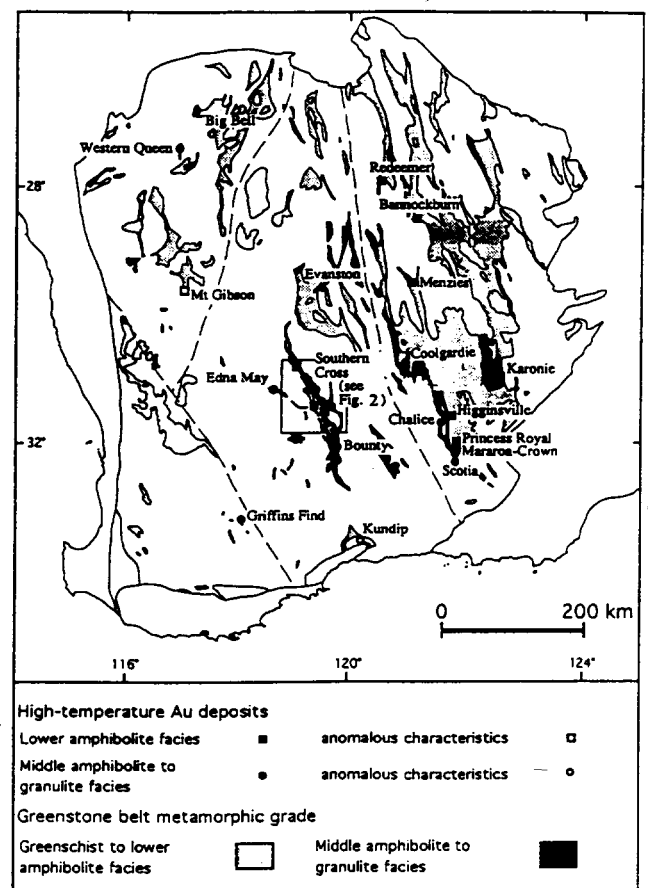 Big Bell
Western Queen
Redeemer
28°
Bannockburn
Evanston
Menzies
Mt Gibson
Southern
Cross
(see
Fig. 2)
Coolgardie
Edna May
Karonie
Higginsville
Chalice
32°
Bounty
Princess Royal
Mararoa-Crown
Scotia
Griffins Find
Kundip
0 200 km
116° 120° 124°
High-temperature Au deposits
Lower amphibolite facies anomalous characteristics
Middle amphibolite to
granulite facies anomalous characteristics
Greenstone belt metamorphic grade
Greenschist to lower
amphibolite facies
Middle amphibolite to
granulite facies